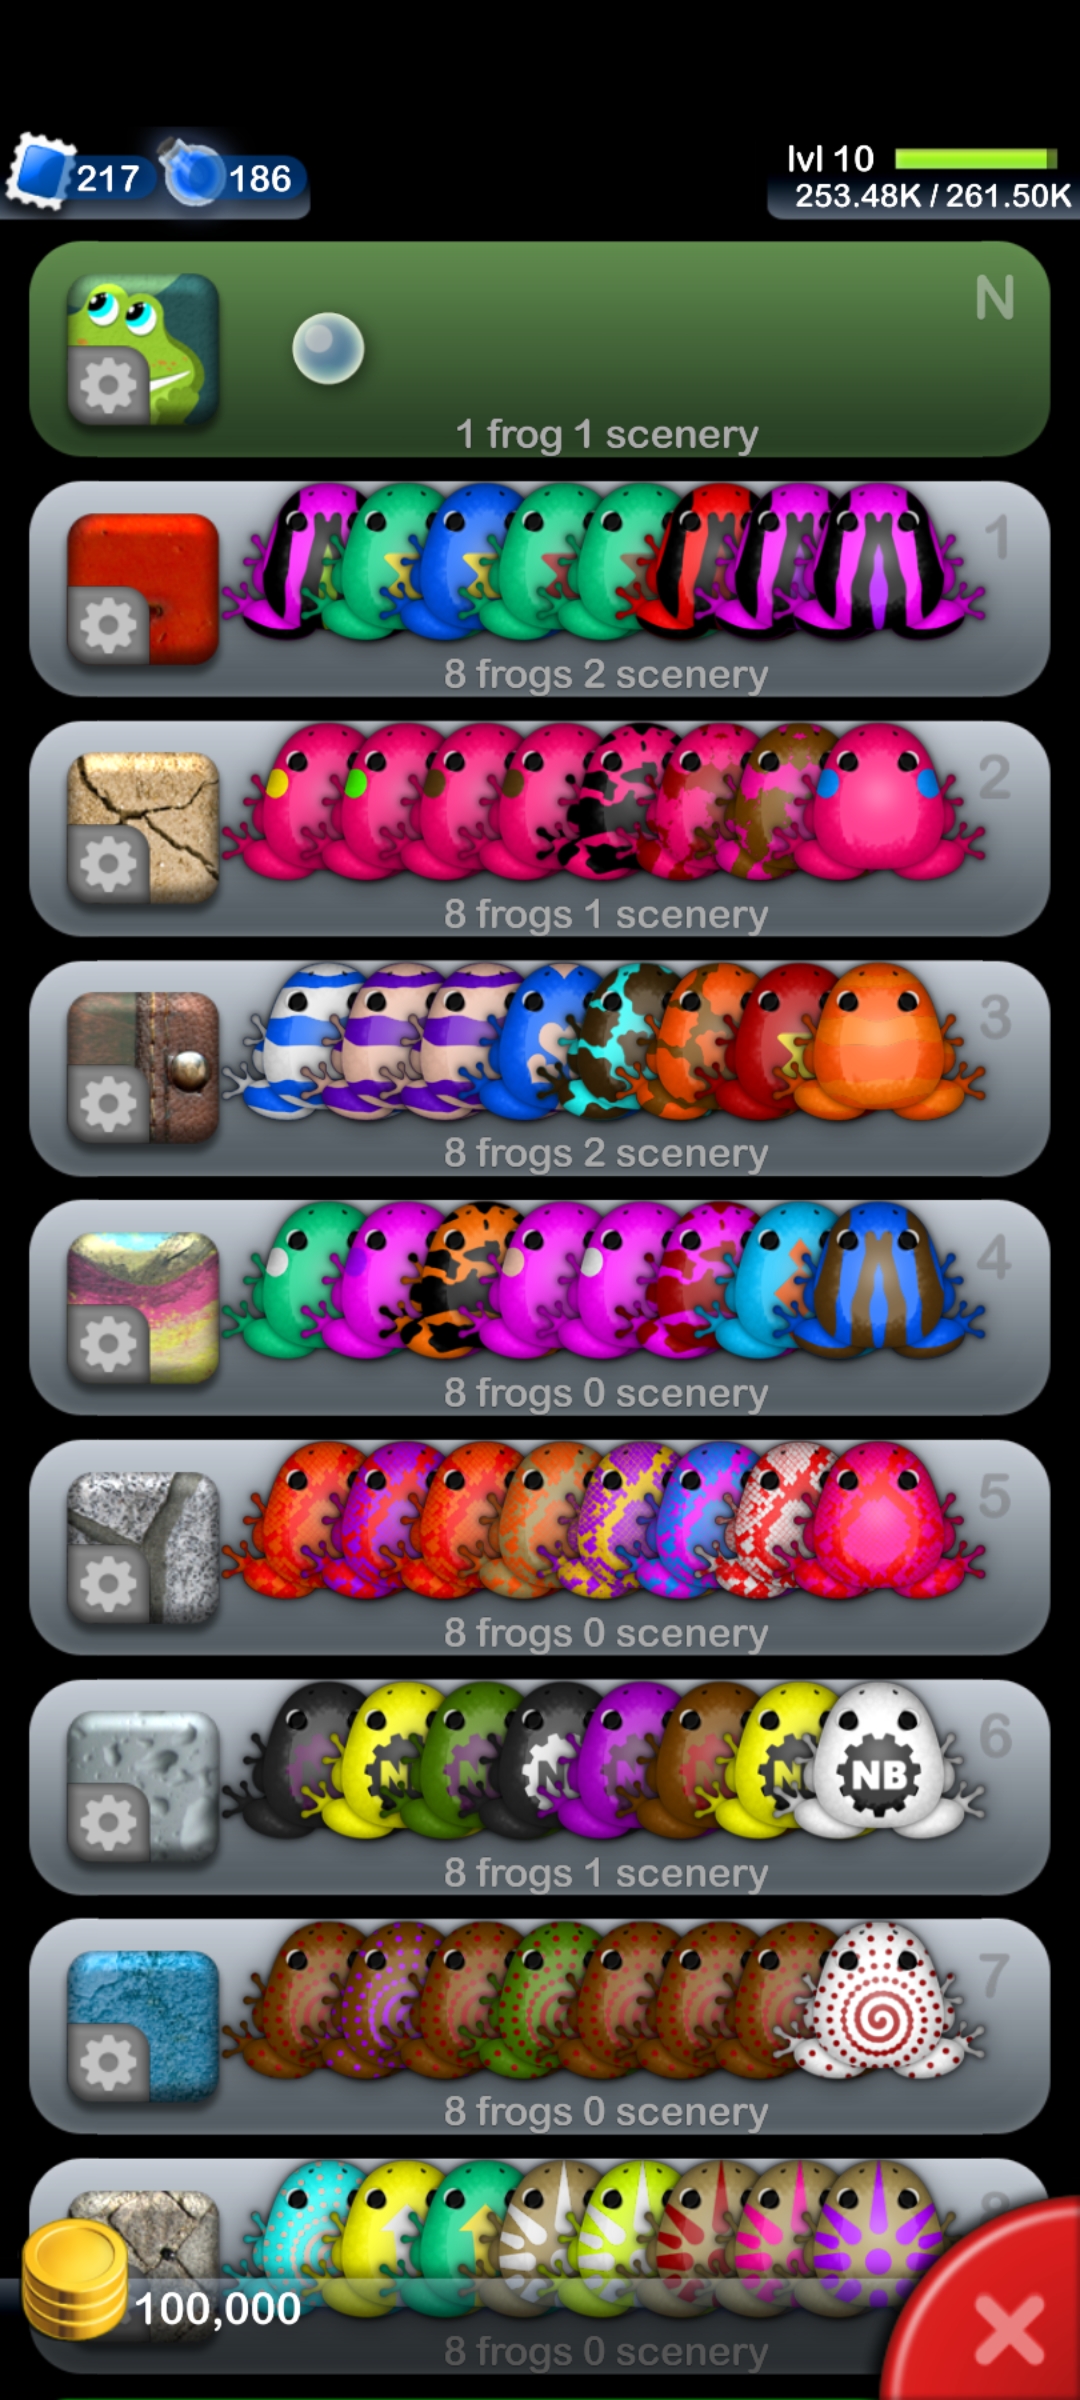 217 186 lvl 10
253.48K / 261.50K
N
1 frog 1 scenery
1
8 frogs 2 scenery
2
8 frogs 1 scenery
3
8 frogs 2 scenery
4
8 frogs 0 scenery
5
8 frogs 0 scenery
6
N N N N N N NB
8 frogs 1 scenery
7
8 frogs 0 scenery
100,000
8 frogs 0 scenery